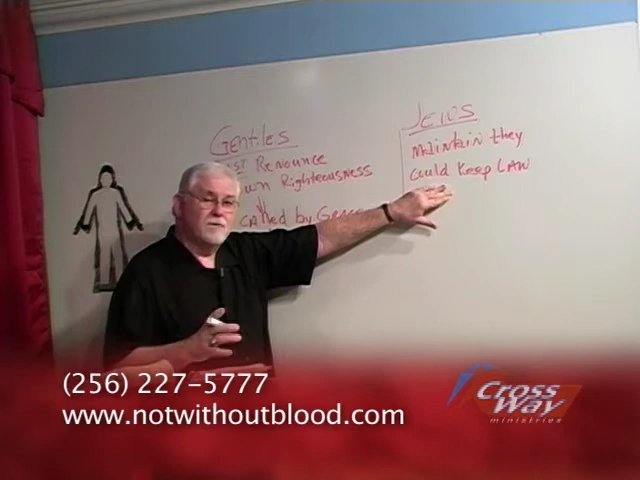 Gentiles
Renounce
own Righteousness
called by Grace
JEWS
Maintain they
Could Keep LAW
(256) 227-5777
www.notwithoutblood.com
Cross
Way
ministries